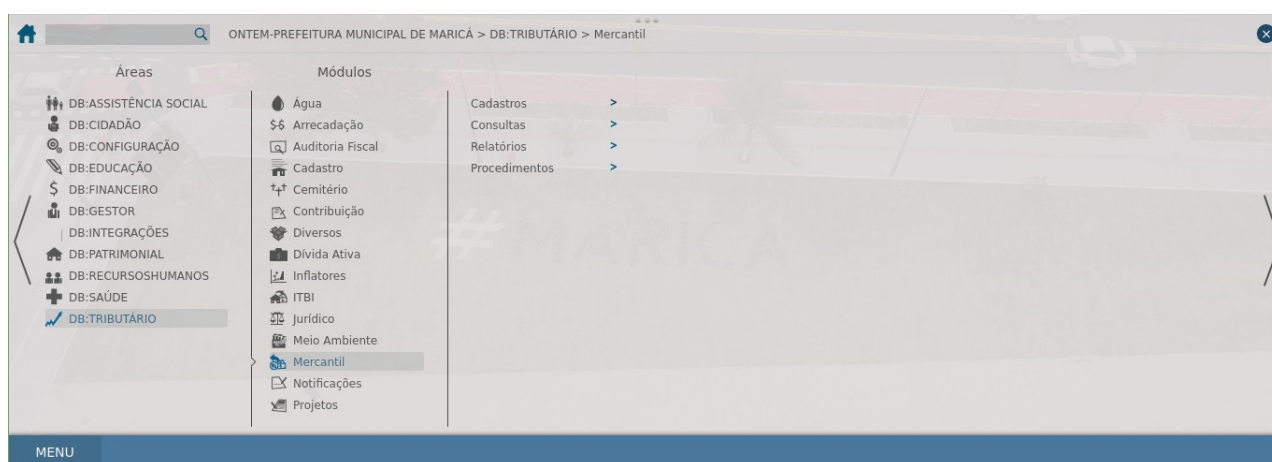 ONTEM-PREFEITURA MUNICIPAL DE MARICÁ > DB:TRIBUTÁRIO > Mercantil
Áreas
DB:ASSISTÊNCIA SOCIAL
DB:CIDADÃO
DB:CONFIGURAÇÃO
DB:EDUCAÇÃO
DB:FINANCEIRO
DB:GESTOR
DB:INTEGRAÇÕES
DB:PATRIMONIAL
DB:RECURSOSHUMANOS
DB:SAÚDE
DB:TRIBUTÁRIO
Módulos
Água
Arrecadação
Auditoria Fiscal
Cadastro
Cemitério
Contribuição
Diversos
Dívida Ativa
Inflatores
ITBI
Jurídico
Meio Ambiente
Mercantil
Notificações
Projetos
Cadastros >
Consultas >
Relatórios >
Procedimentos >
#MARICÁ
MENU